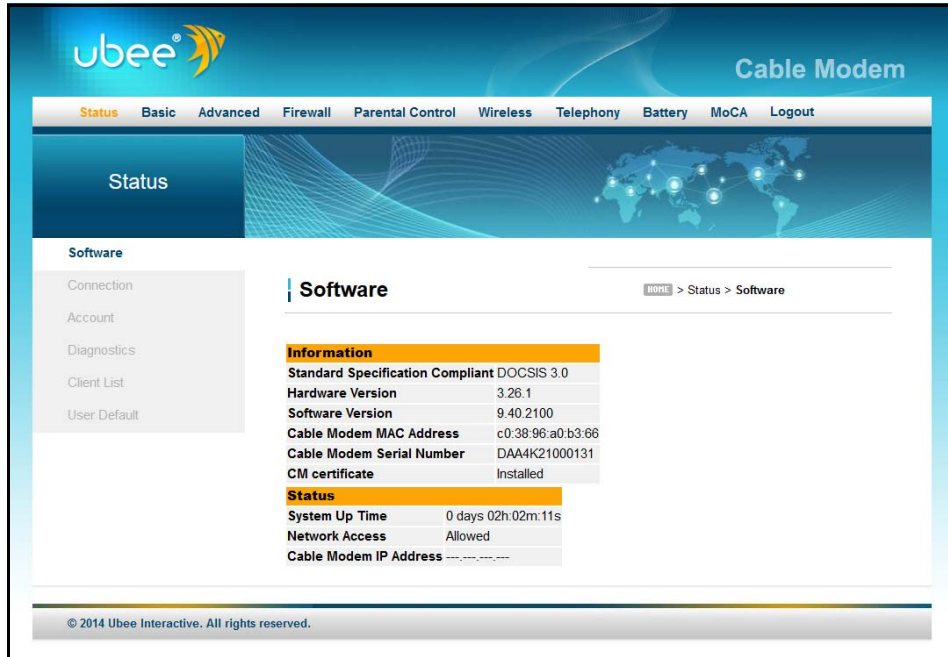 ubee®
Cable Modem
Status Basic Advanced Firewall Parental Control Wireless Telephony Battery MoCA Logout
Status
Software
Connection
Account
Diagnostics
Client List
User Default
Software
HOME > Status > Software
Information
Standard Specification Compliant DOCSIS 3.0
Hardware Version 3.26.1
Software Version 9.40.2100
Cable Modem MAC Address c0:38:96:a0:b3:66
Cable Modem Serial Number DAA4K21000131
CM certificate Installed
Status
System Up Time 0 days 02h:02m:11s
Network Access Allowed
Cable Modem IP Address ---.---.---.---
© 2014 Ubee Interactive. All rights reserved.